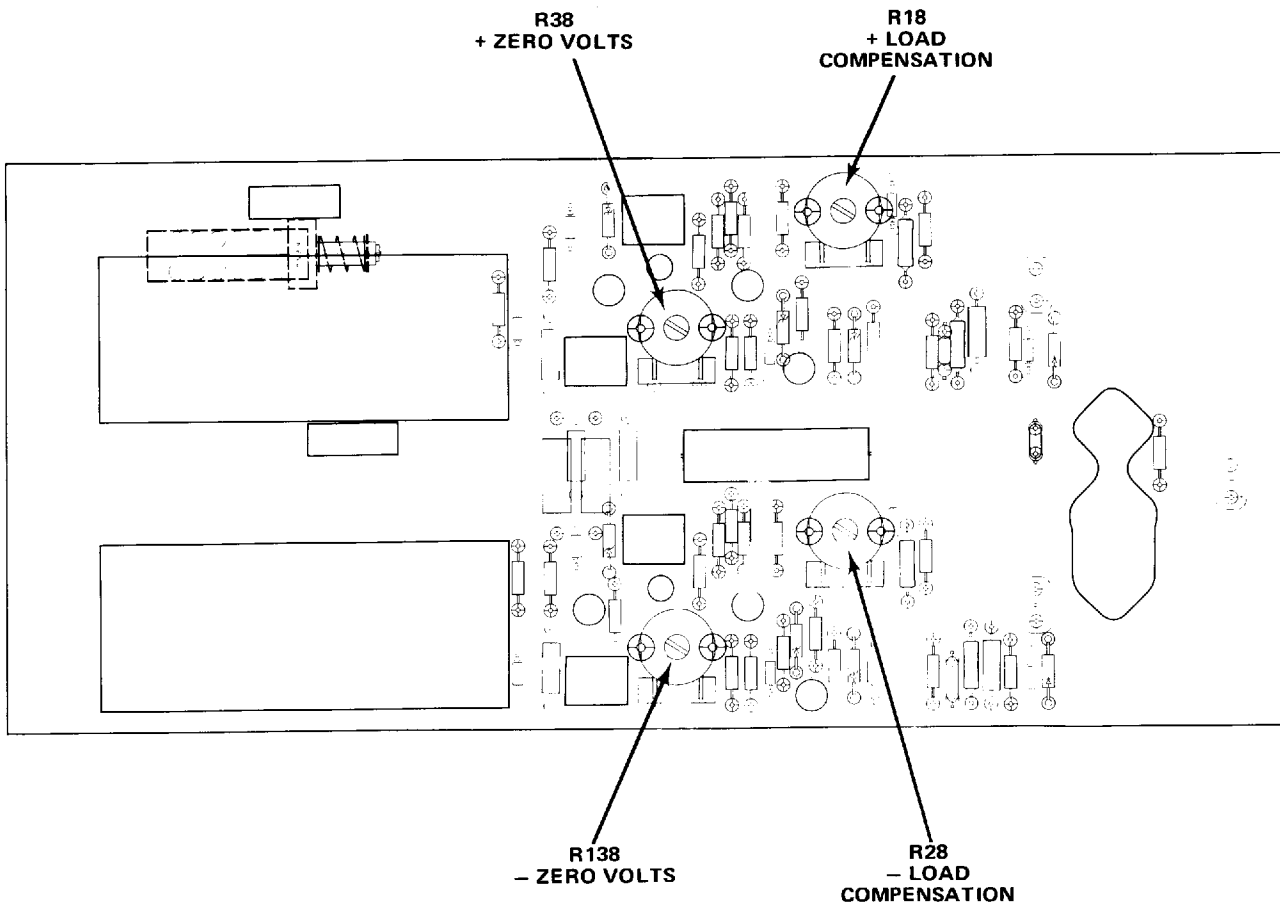 R38
+ ZERO VOLTS
R18
+ LOAD
COMPENSATION
R138
— ZERO VOLTS
R28
— LOAD
COMPENSATION